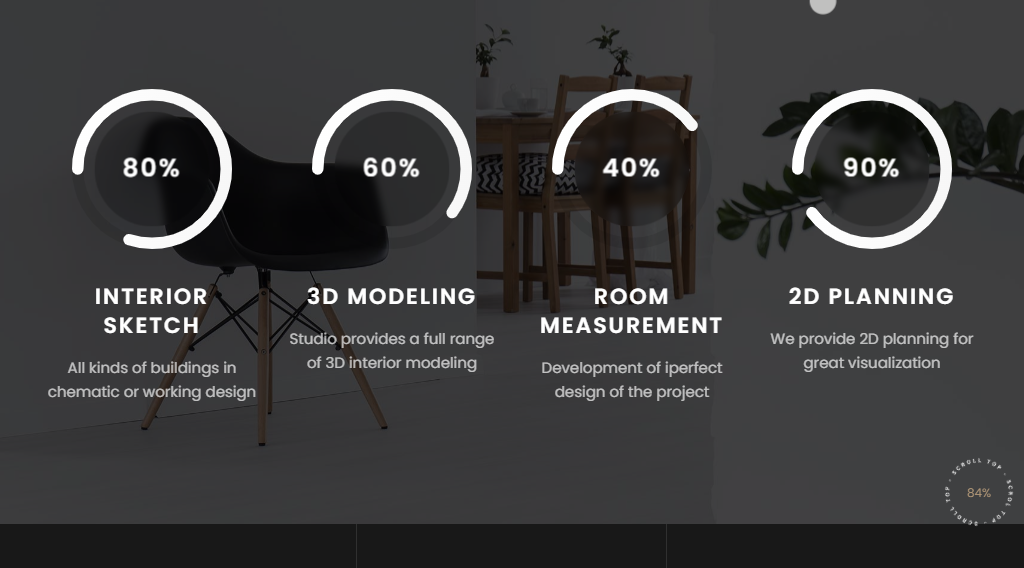 80%
60%
40%
90%
INTERIOR
SKETCH
All kinds of buildings in
chematic or working design
3D MODELING
Studio provides a full range
of 3D interior modeling
ROOM
MEASUREMENT
Development of iperfect
design of the project
2D PLANNING
We provide 2D planning for
great visualization
SCROLL TOP - SCROLL TOP - SCROLL TOP -
84%